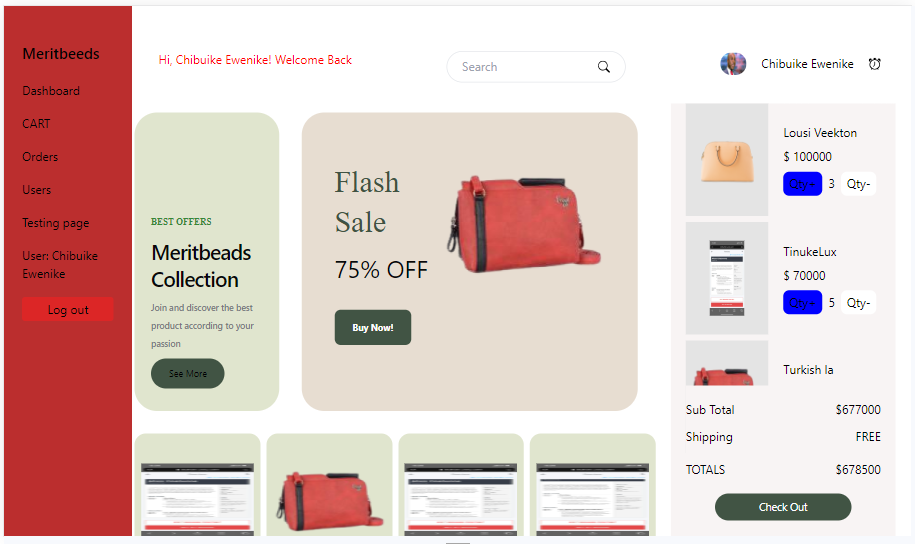 Meritbeeds
Dashboard
CART
Orders
Users
Testing page
User: Chibuike
Ewenike
Log out
Hi, Chibuike Ewenike! Welcome Back
Search
Chibuike Ewenike
BEST OFFERS
Meritbeads
Collection
Join and discover the best
product according to your
passion
See More
Flash
Sale
75% OFF
Buy Now!
Lousi Veekton
$ 100000
Qty+ 3 Qty-
TinukeLux
$ 70000
Qty+ 5 Qty-
Turkish la
Sub Total $677000
Shipping FREE
TOTALS $678500
Check Out